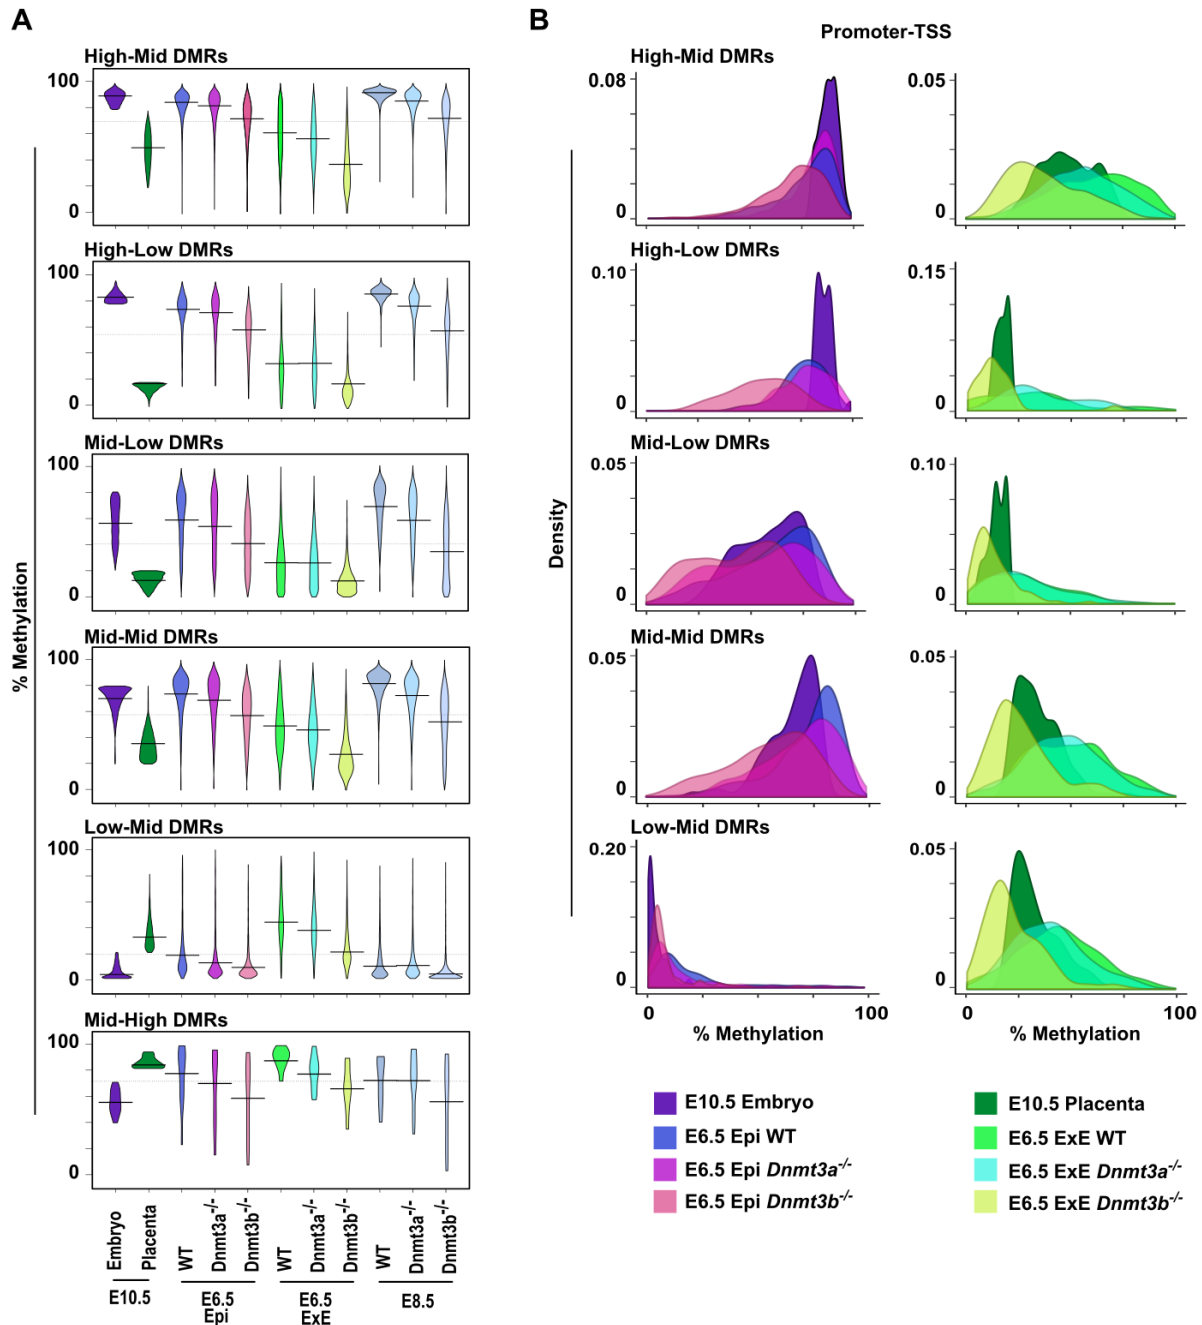 A
High-Mid DMRs
100
0
High-Low DMRs
100
0
Mid-Low DMRs
100
0
Mid-Mid DMRs
100
0
Low-Mid DMRs
100
0
Mid-High DMRs
100
0
% Methylation
Embryo
Placenta
WT
Dnmt3a-/-
Dnmt3b-/-
WT
Dnmt3a-/-
Dnmt3b-/-
WT
Dnmt3a-/-
Dnmt3b-/-
E10.5
E6.5
Epi
E6.5
ExE
E8.5
B
Promoter-TSS
High-Mid DMRs
0.08
0
0.05
0
High-Low DMRs
0.10
0
0.15
0
Mid-Low DMRs
0.05
0
0.10
0
Mid-Mid DMRs
0.05
0
0.05
0
Low-Mid DMRs
0.20
0
0.05
0
Density
0 100
% Methylation
0 100
% Methylation
E10.5 Embryo
E6.5 Epi WT
E6.5 Epi Dnmt3a-/-
E6.5 Epi Dnmt3b-/-
E10.5 Placenta
E6.5 ExE WT
E6.5 ExE Dnmt3a-/-
E6.5 ExE Dnmt3b-/-